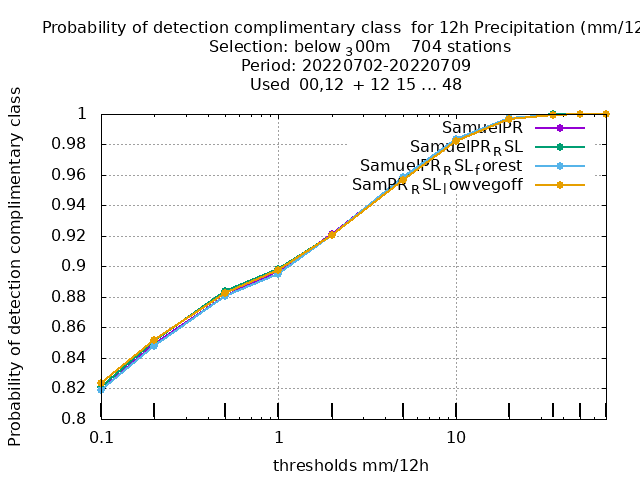 Probability of detection complimentary class  for 12h Precipitation (mm/12
Selection: below ₃00m    704 stations
Period: 20220702-20220709
Used  00,12  + 12 15 ... 48
Probability of detection complimentary class
1
0.98
0.96
0.94
0.92
0.9
0.88
0.86
0.84
0.82
0.8
SamuelPR
SamuelPR_RSL
SamuelPR_RSL_forest
SamPR_RSL_lowvegoff
0.1
1
10
thresholds mm/12h